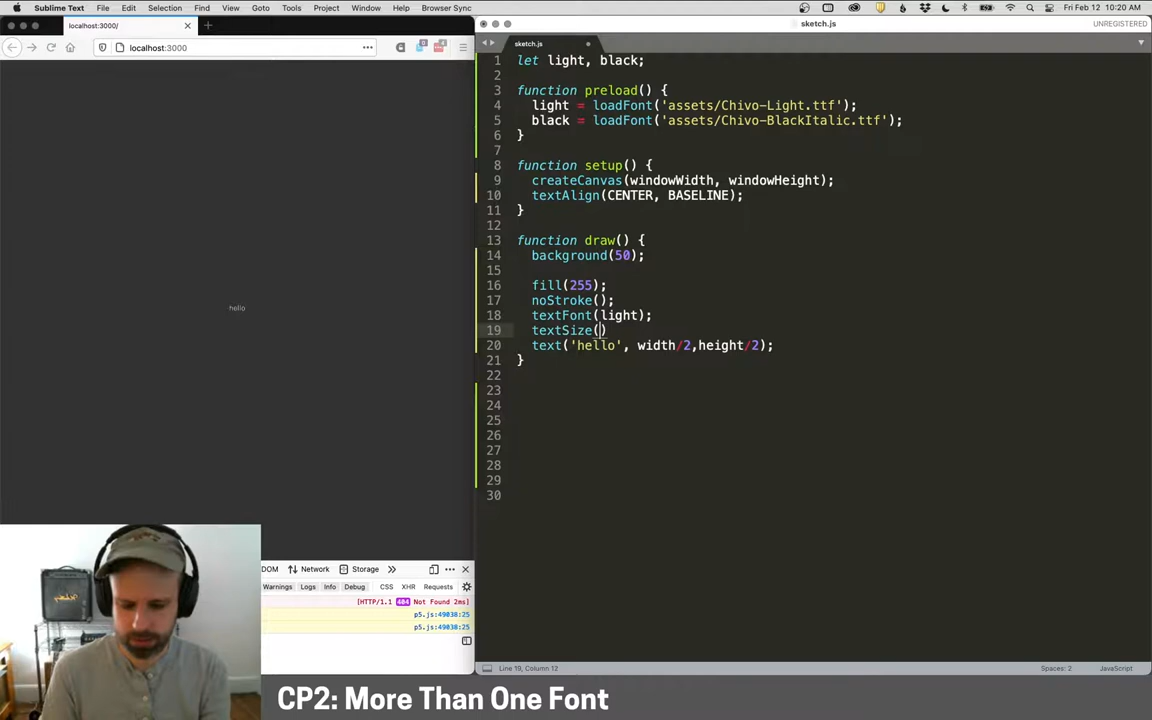 Sublime Text File Edit Selection Find View Goto Tools Project Window Help Browser Sync Fri Feb 12 10:20 AM
localhost:3000/
localhost:3000
hello
sketch.js
UNREGISTERED
sketch.js
1 let light, black;
2
3 function preload() {
4 light = loadFont('assets/Chivo-Light.ttf');
5 black = loadFont('assets/Chivo-BlackItalic.ttf');
6 }
7
8 function setup() {
9 createCanvas(windowWidth, windowHeight);
10 textAlign(CENTER, BASELINE);
11 }
12
13 function draw() {
14 background(50);
15
16 fill(255);
17 noStroke();
18 textFont(light);
19 textSize()
20 text('hello', width/2,height/2);
21 }
22
23
24
25
26
27
28
29
30
OM Network Storage
Warnings Logs Info Debug CSS XHR Requests
[HTTP/1.1 404 Not Found 2ms]
p5.js:49038:25
p5.js:49038:25
Line 19, Column 12
Spaces: 2
JavaScript
CP2: More Than One Font